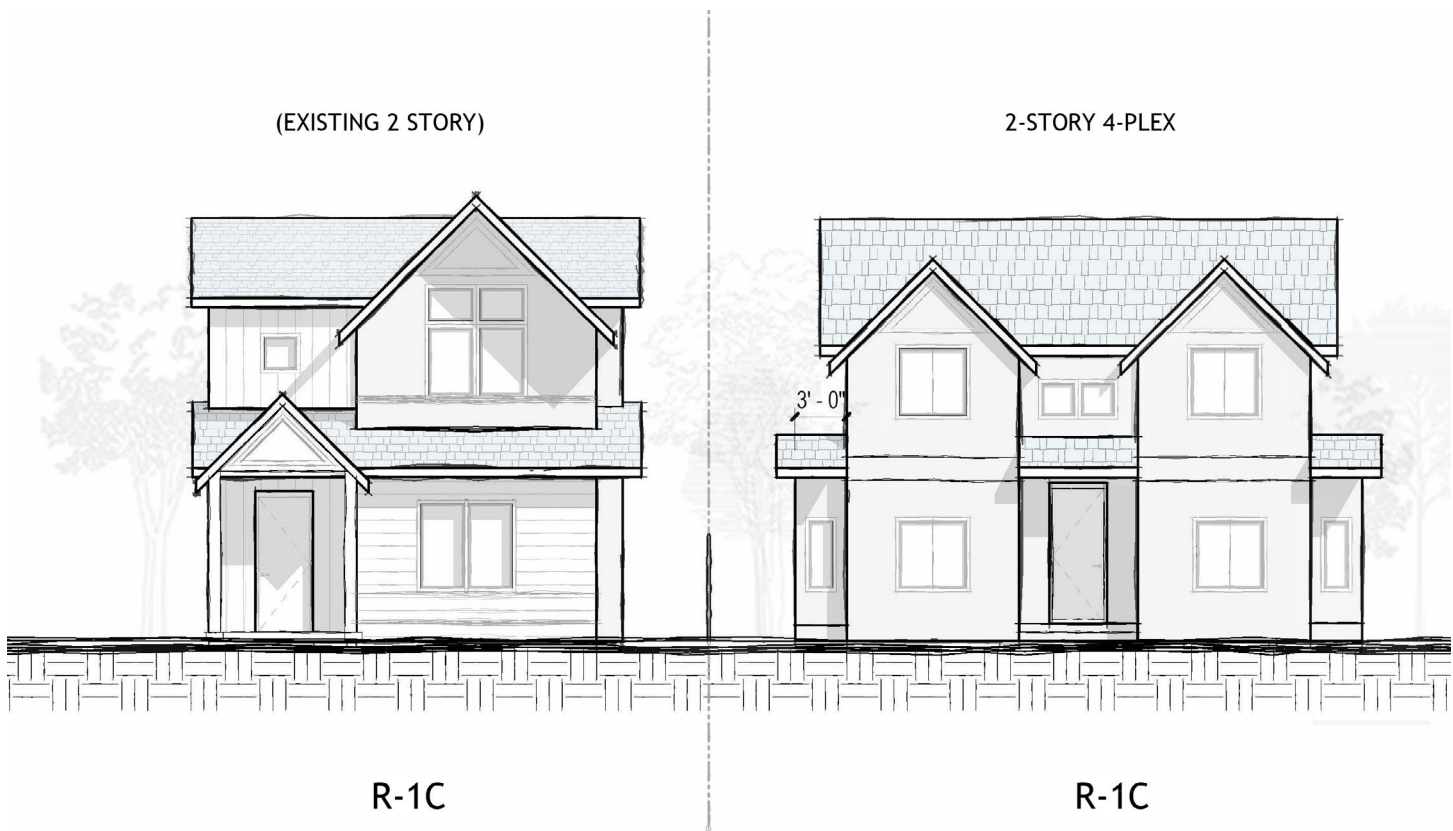 (EXISTING 2 STORY)
2-STORY 4-PLEX
3' - 0"
R-1C
R-1C